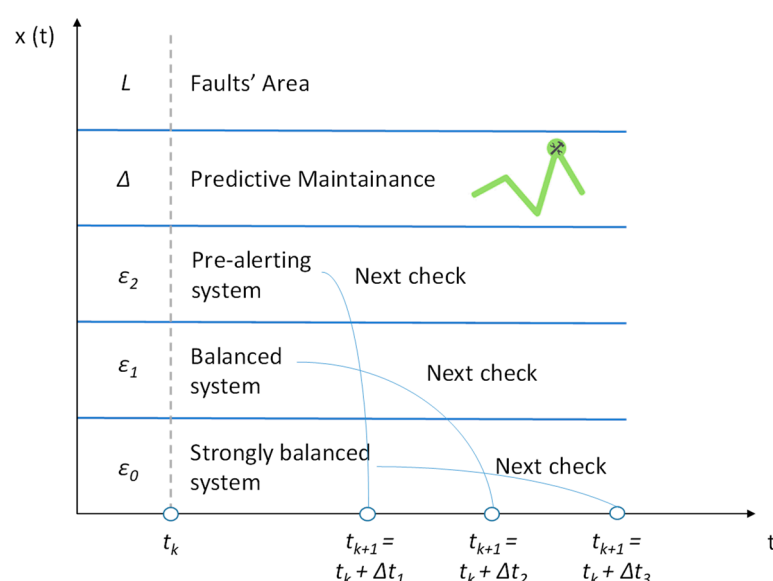 x (t)
L Faults' Area
Δ Predictive Maintainance
ε2 Pre-alerting
system
Next check
ε1 Balanced
system
Next check
ε0 Strongly balanced
system
Next check
tk
tk+1 =
tk + Δt1
tk+1 =
tk + Δt2
tk+1 =
tk + Δt3
t